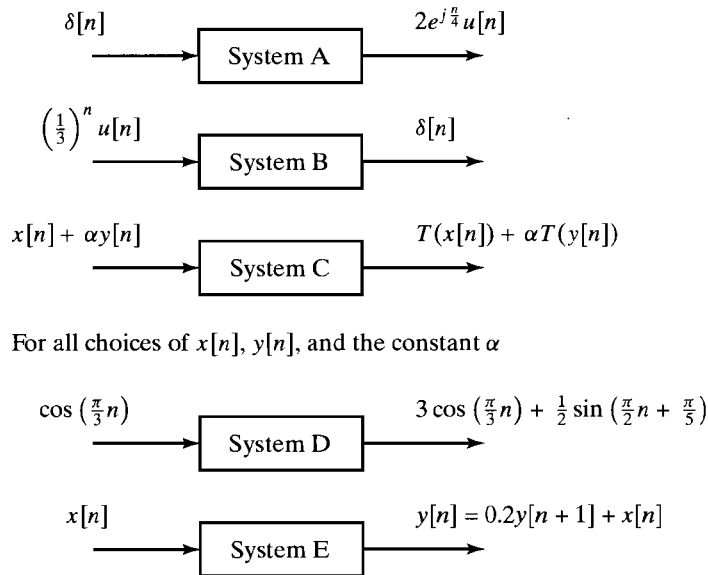 δ[n] System A 2e^{j n/4} u[n]
(1/3)^n u[n] System B δ[n]
x[n] + αy[n] System C T(x[n]) + αT(y[n])
For all choices of x[n], y[n], and the constant α
cos (π/3 n) System D 3 cos (π/3 n) + 1/2 sin (π/2 n + π/5)
x[n] System E y[n] = 0.2y[n + 1] + x[n]